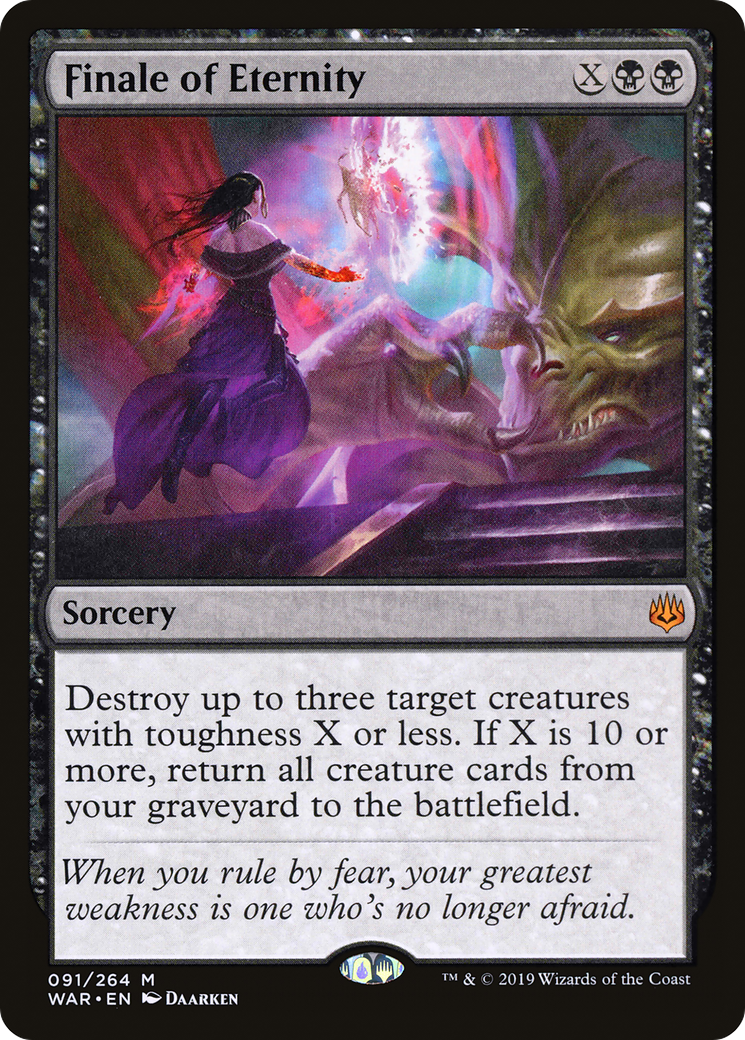 Finale of Eternity X
Sorcery
Destroy up to three target creatures
with toughness X or less. If X is 10 or
more, return all creature cards from
your graveyard to the battlefield.
When you rule by fear, your greatest
weakness is one who's no longer afraid.
091/264 M
WAR • EN Daarken
™ & © 2019 Wizards of the Coast